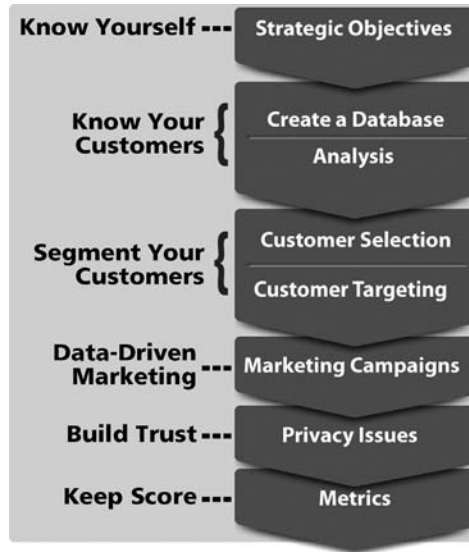 Know Yourself
Strategic Objectives
Know Your
Customers
Create a Database
Analysis
Segment Your
Customers
Customer Selection
Customer Targeting
Data-Driven
Marketing
Marketing Campaigns
Build Trust
Privacy Issues
Keep Score
Metrics